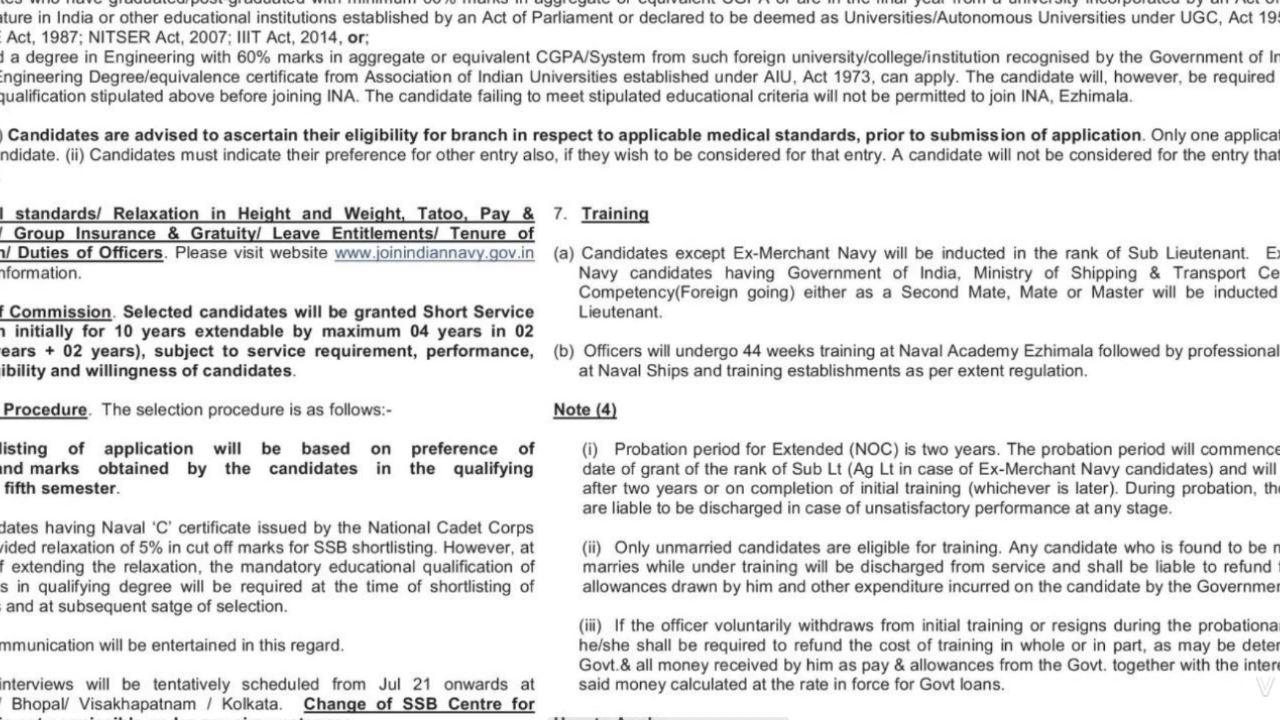 have graduated/post-graduated with minimum 60% marks in aggregate or equivalent CGPA or are in the final year from a university incorporated by an Act of
ature in India or other educational institutions established by an Act of Parliament or declared to be deemed as Universities/Autonomous Universities under UGC, Act 19
E Act, 1987; NITSER Act, 2007; IIIT Act, 2014, or;
d a degree in Engineering with 60% marks in aggregate or equivalent CGPA/System from such foreign university/college/institution recognised by the Government of In
Engineering Degree/equivalence certificate from Association of Indian Universities established under AIU, Act 1973, can apply. The candidate will, however, be required
qualification stipulated above before joining INA. The candidate failing to meet stipulated educational criteria will not be permitted to join INA, Ezhimala.
) Candidates are advised to ascertain their eligibility for branch in respect to applicable medical standards, prior to submission of application. Only one applicat
ndidate. (ii) Candidates must indicate their preference for other entry also, if they wish to be considered for that entry. A candidate will not be considered for the entry that
l standards/ Relaxation in Height and Weight, Tatoo, Pay &
/ Group Insurance & Gratuity/ Leave Entitlements/ Tenure of
n/ Duties of Officers. Please visit website www.joinindiannavy.gov.in
nformation.
f Commission. Selected candidates will be granted Short Service
n initially for 10 years extendable by maximum 04 years in 02
ears + 02 years), subject to service requirement, performance,
ibility and willingness of candidates.
Procedure. The selection procedure is as follows:-
listing of application will be based on preference of
and marks obtained by the candidates in the qualifying
fifth semester.
dates having Naval 'C' certificate issued by the National Cadet Corps
vided relaxation of 5% in cut off marks for SSB shortlisting. However, at
f extending the relaxation, the mandatory educational qualification of
s in qualifying degree will be required at the time of shortlisting of
s and at subsequent satge of selection.
mmunication will be entertained in this regard.
interviews will be tentatively scheduled from Jul 21 onwards at
/ Bhopal/ Visakhapatnam / Kolkata. Change of SSB Centre for
7. Training
(a) Candidates except Ex-Merchant Navy will be inducted in the rank of Sub Lieutenant. Ex
Navy candidates having Government of India, Ministry of Shipping & Transport Ce
Competency(Foreign going) either as a Second Mate, Mate or Master will be inducted
Lieutenant.
(b) Officers will undergo 44 weeks training at Naval Academy Ezhimala followed by professional
at Naval Ships and training establishments as per extent regulation.
Note (4)
(i) Probation period for Extended (NOC) is two years. The probation period will commence
date of grant of the rank of Sub Lt (Ag Lt in case of Ex-Merchant Navy candidates) and will
after two years or on completion of initial training (whichever is later). During probation, the
are liable to be discharged in case of unsatisfactory performance at any stage.
(ii) Only unmarried candidates are eligible for training. Any candidate who is found to be m
marries while under training will be discharged from service and shall be liable to refund f
allowances drawn by him and other expenditure incurred on the candidate by the Governmen
(iii) If the officer voluntarily withdraws from initial training or resigns during the probationa
he/she shall be required to refund the cost of training in whole or in part, as may be deter
Govt.& all money received by him as pay & allowances from the Govt. together with the intere
said money calculated at the rate in force for Govt loans.